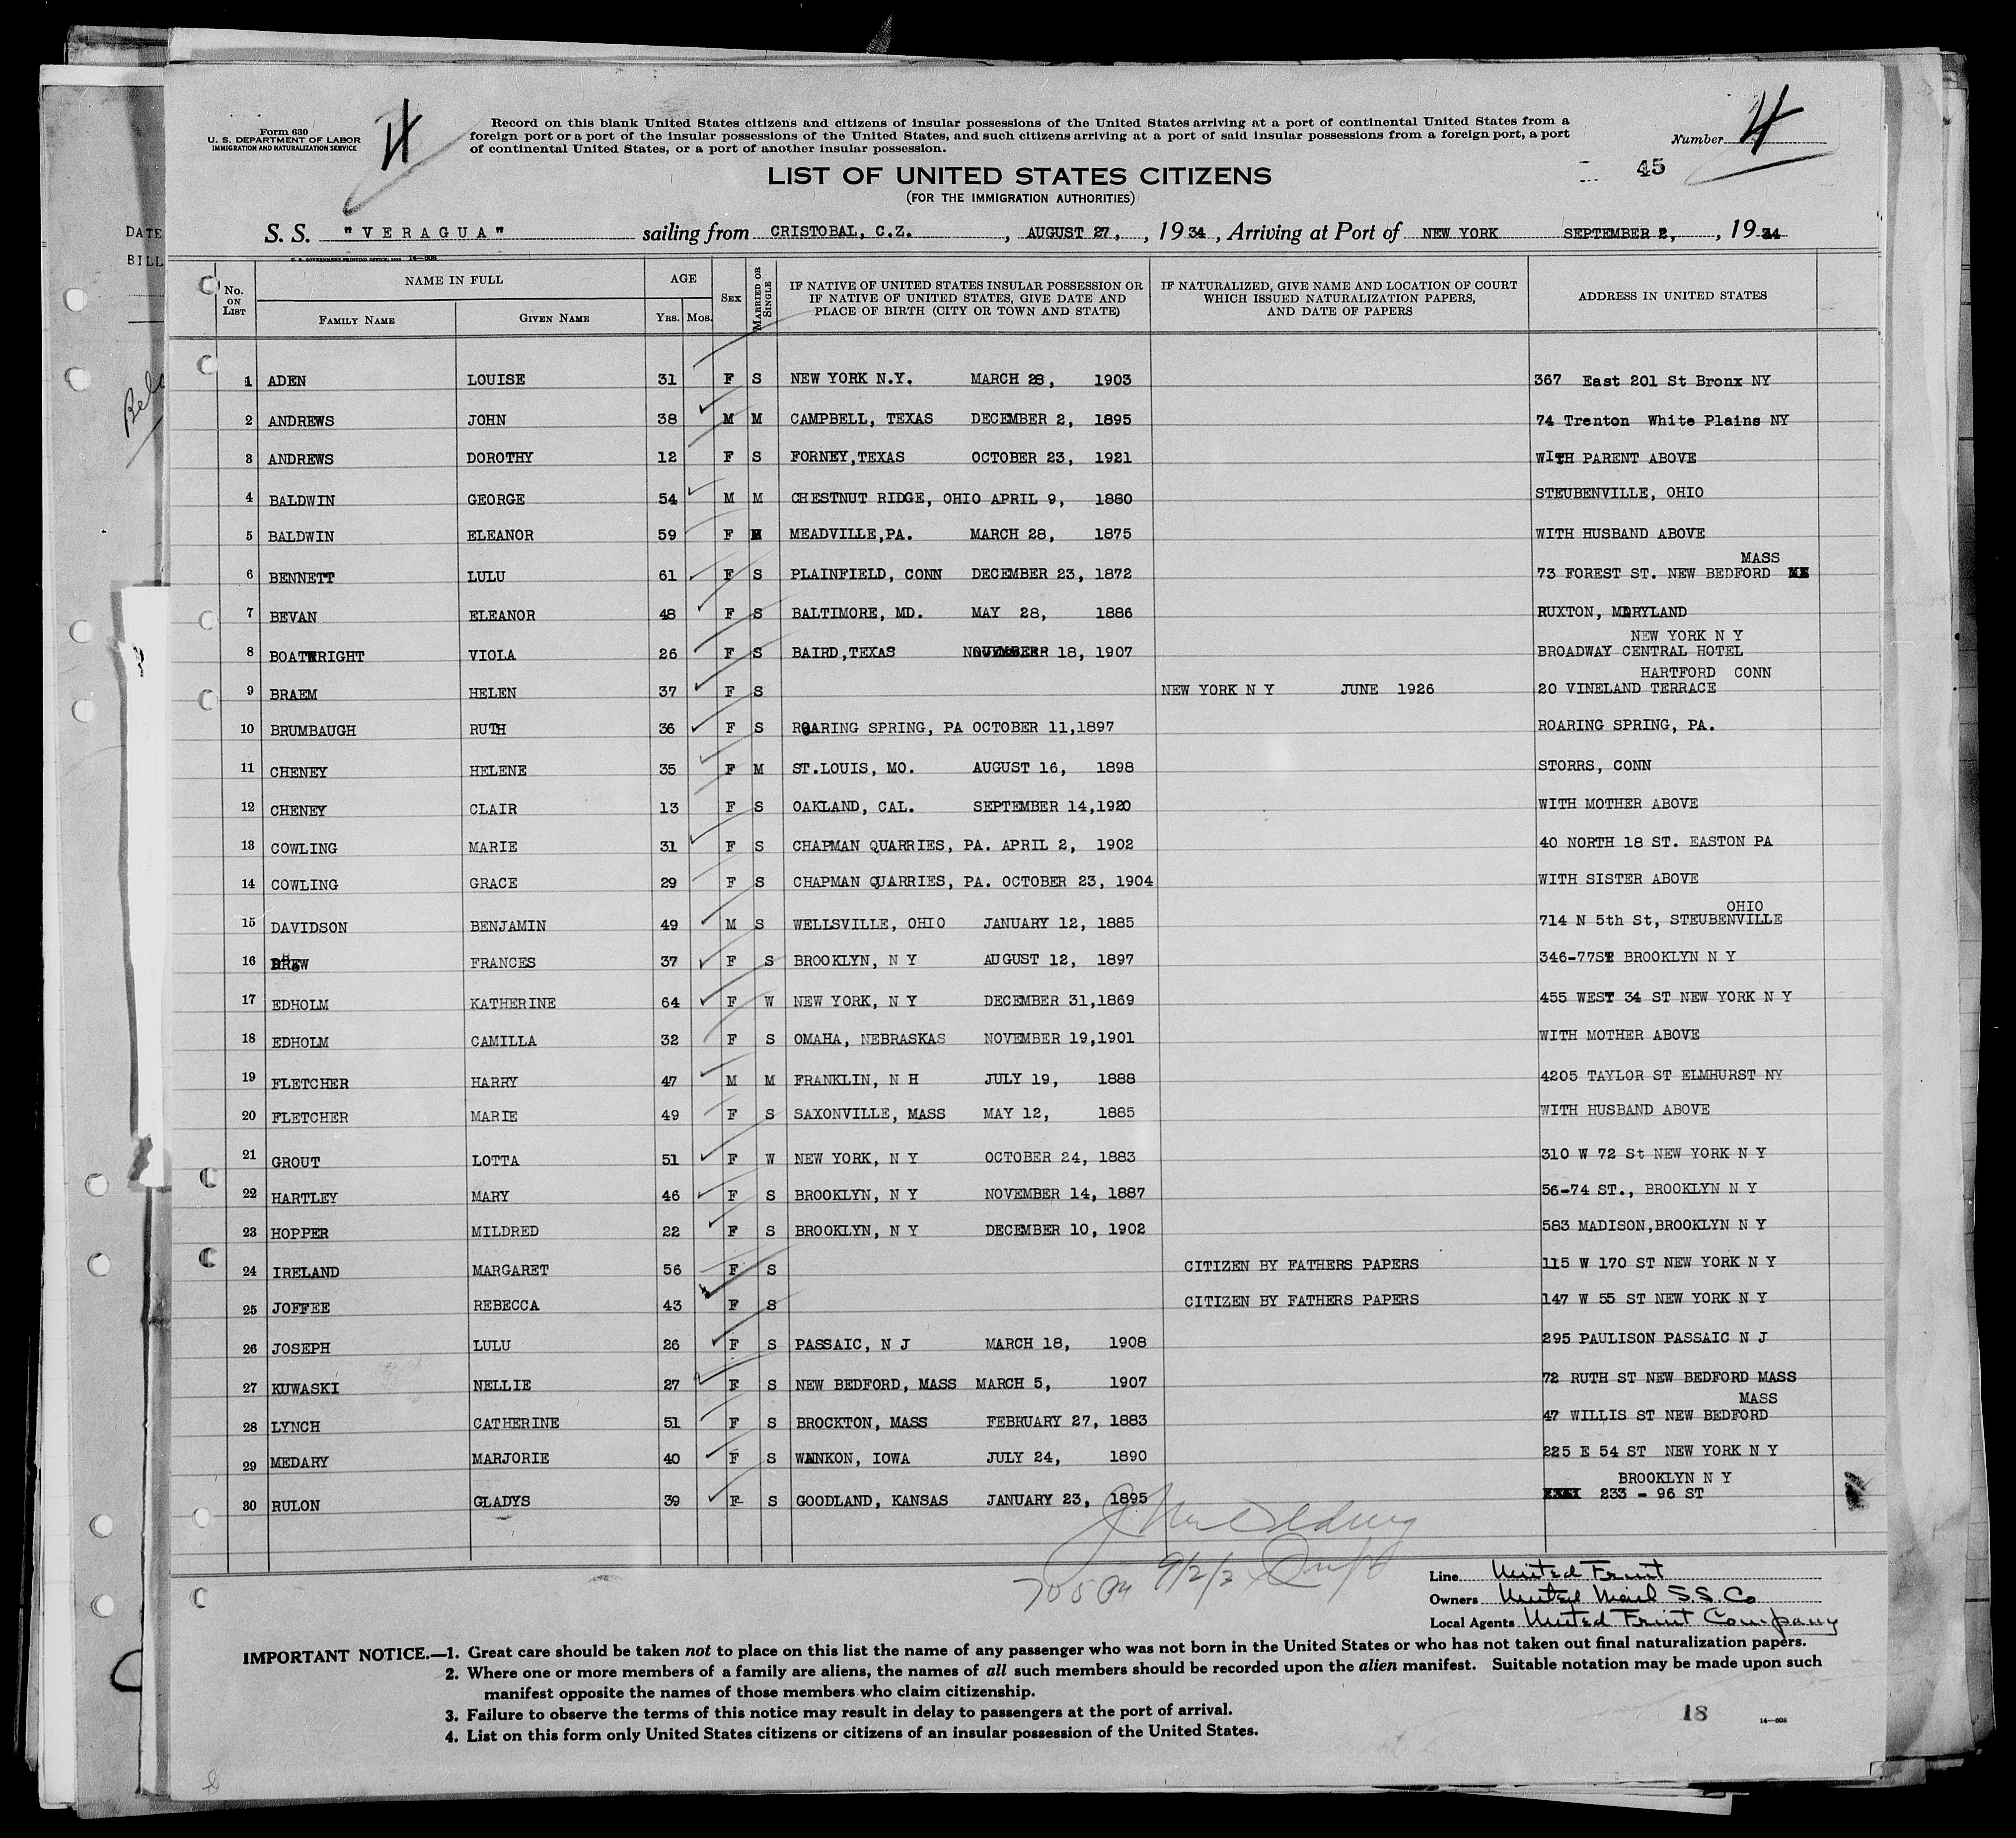 Form 630
U. S. DEPARTMENT OF LABOR
IMMIGRATION AND NATURALIZATION SERVICE
4
Record on this blank United States citizens and citizens of insular possessions of the United States arriving at a port of continental United States from a
foreign port or a port of the insular possessions of the United States, and such citizens arriving at a port of said insular possessions from a foreign port, a port
of continental United States, or a port of another insular possession.
Number 4
45
LIST OF UNITED STATES CITIZENS
(FOR THE IMMIGRATION AUTHORITIES)
DATE
BILL
S. S. "VERAGUA" sailing from CRISTOBAL, C.Z. , AUGUST 27, , 1934 , Arriving at Port of NEW YORK SEPTEMBER 2, , 1934
No. ON LIST NAME IN FULL AGE SEX MARRIED OR SINGLE IF NATIVE OF UNITED STATES INSULAR POSSESSION OR IF NATIVE OF UNITED STATES, GIVE DATE AND PLACE OF BIRTH (CITY OR TOWN AND STATE) IF NATURALIZED, GIVE NAME AND LOCATION OF COURT WHICH ISSUED NATURALIZATION PAPERS, AND DATE OF PAPERS ADDRESS IN UNITED STATES
FAMILY NAME GIVEN NAME YRS. MOS.
1 ADEN LOUISE 31 F S NEW YORK N.Y. MARCH 28, 1903 367 East 201 St Bronx NY
2 ANDREWS JOHN 38 M M CAMPBELL, TEXAS DECEMBER 2, 1895 74 Trenton White Plains NY
3 ANDREWS DOROTHY 12 F S FORNEY,TEXAS OCTOBER 23, 1921 WITH PARENT ABOVE
4 BALDWIN GEORGE 54 M M CHESTNUT RIDGE, OHIO APRIL 9, 1880 STEUBENVILLE, OHIO
5 BALDWIN ELEANOR 59 F M MEADVILLE,PA. MARCH 28, 1875 WITH HUSBAND ABOVE
MASS
6 BENNETT LULU 61 F S PLAINFIELD, CONN DECEMBER 23, 1872 73 FOREST ST. NEW BEDFORD
7 BEVAN ELEANOR 48 F S BALTIMORE, MD. MAY 28, 1886 RUXTON, MARYLAND
NEW YORK N Y
8 BOATWRIGHT VIOLA 26 F S BAIRD,TEXAS NOVEMBER 18, 1907 BROADWAY CENTRAL HOTEL
HARTFORD CONN
9 BRAEM HELEN 37 F S NEW YORK N Y JUNE 1926 20 VINELAND TERRACE
10 BRUMBAUGH RUTH 36 F S ROARING SPRING, PA OCTOBER 11,1897 ROARING SPRING, PA.
11 CHENEY HELENE 35 F M ST.LOUIS, MO. AUGUST 16, 1898 STORRS, CONN
12 CHENEY CLAIR 13 F S OAKLAND, CAL. SEPTEMBER 14,1920 WITH MOTHER ABOVE
13 COWLING MARIE 31 F S CHAPMAN QUARRIES, PA. APRIL 2, 1902 40 NORTH 18 ST. EASTON PA
14 COWLING GRACE 29 F S CHAPMAN QUARRIES, PA. OCTOBER 23, 1904 WITH SISTER ABOVE
OHIO
15 DAVIDSON BENJAMIN 49 M S WELLSVILLE, OHIO JANUARY 12, 1885 714 N 5th St, STEUBENVILLE
16 DREW FRANCES 37 F S BROOKLYN, N Y AUGUST 12, 1897 346-77ST BROOKLYN N Y
17 EDHOLM KATHERINE 64 F W NEW YORK, N Y DECEMBER 31,1869 455 WEST 34 ST NEW YORK N Y
18 EDHOLM CAMILLA 32 F S OMAHA, NEBRASKAS NOVEMBER 19,1901 WITH MOTHER ABOVE
19 FLETCHER HARRY 47 M M FRANKLIN, N H JULY 19, 1888 4205 TAYLOR ST ELMHURST NY
20 FLETCHER MARIE 49 F S SAXONVILLE, MASS MAY 12, 1885 WITH HUSBAND ABOVE
21 GROUT LOTTA 51 F W NEW YORK, N Y OCTOBER 24, 1883 310 W 72 St NEW YORK N Y
22 HARTLEY MARY 46 F S BROOKLYN, N Y NOVEMBER 14, 1887 56-74 ST., BROOKLYN N Y
23 HOPPER MILDRED 22 F S BROOKLYN, N Y DECEMBER 10, 1902 583 MADISON,BROOKLYN N Y
24 IRELAND MARGARET 56 F S CITIZEN BY FATHERS PAPERS 115 W 170 ST NEW YORK N Y
25 JOFFEE REBECCA 43 F S CITIZEN BY FATHERS PAPERS 147 W 55 ST NEW YORK N Y
26 JOSEPH LULU 26 F S PASSAIC, N J MARCH 18, 1908 295 PAULISON PASSAIC N J
27 KUWASKI NELLIE 27 F S NEW BEDFORD, MASS MARCH 5, 1907 72 RUTH ST NEW BEDFORD MASS
MASS
28 LYNCH CATHERINE 51 F S BROCKTON, MASS FEBRUARY 27, 1883 47 WILLIS ST NEW BEDFORD
29 MEDARY MARJORIE 40 F S WANKON, IOWA JULY 24, 1890 225 E 54 ST NEW YORK N Y
BROOKLYN N Y
30 RULON GLADYS 39 F S GOODLAND, KANSAS JANUARY 23, 1895 233 - 96 ST
Line United Fruit
Owners United Mail S.S. Co
Local Agents United Fruit Company
IMPORTANT NOTICE.—1. Great care should be taken not to place on this list the name of any passenger who was not born in the United States or who has not taken out final naturalization papers.
2. Where one or more members of a family are aliens, the names of all such members should be recorded upon the alien manifest. Suitable notation may be made upon such
manifest opposite the names of those members who claim citizenship.
3. Failure to observe the terms of this notice may result in delay to passengers at the port of arrival.
4. List on this form only United States citizens or citizens of an insular possession of the United States.
18
14—608